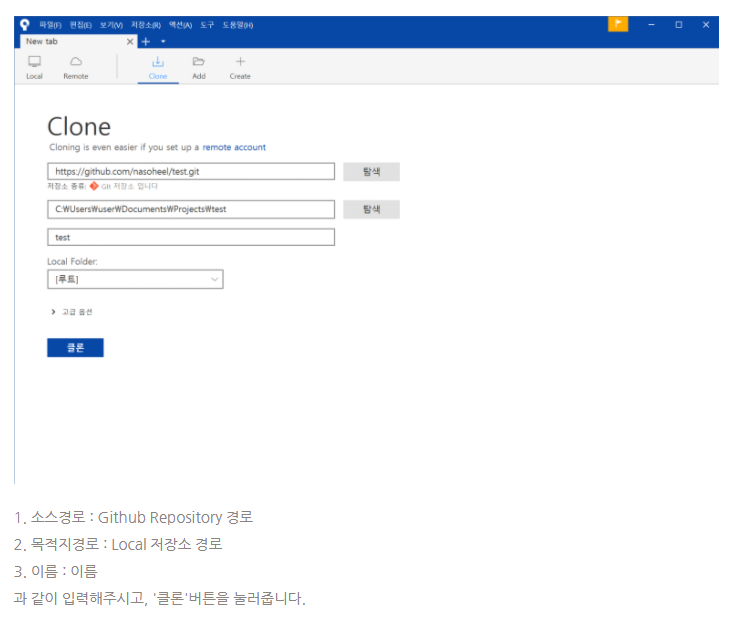 파일(F) 편집(E) 보기(V) 저장소(R) 액션(A) 도구 도움말(H)
New tab
Local Remote Clone Add Create
Clone
Cloning is even easier if you set up a remote account
https://github.com/nasoheel/test.git 탐색
저장소 종류: Git 저장소 입니다
C:₩Users₩user₩Documents₩Projects₩test 탐색
test
Local Folder:
[루트]
고급 옵션
클론
1. 소스경로 : Github Repository 경로
2. 목적지경로 : Local 저장소 경로
3. 이름 : 이름
과 같이 입력해주시고, '클론'버튼을 눌러줍니다.